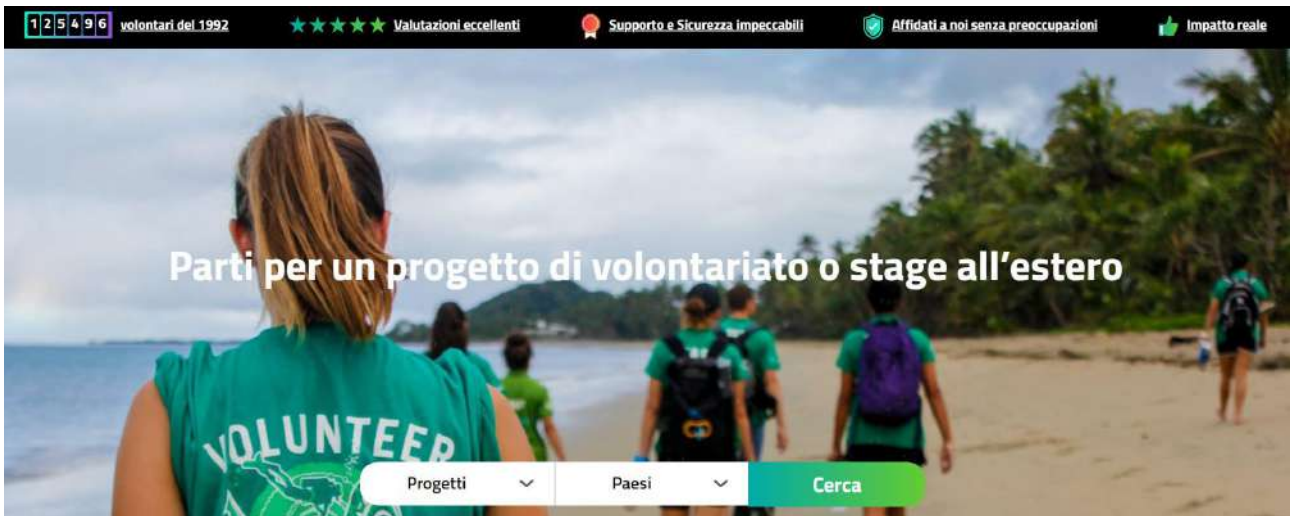 125496 volontari del 1992
Valutazioni eccellenti
Supporto e Sicurezza impeccabili
Affidati a noi senza preoccupazioni
Impatto reale
Parti per un progetto di volontariato o stage all'estero
VOLUNTEER
Progetti
Paesi
Cerca